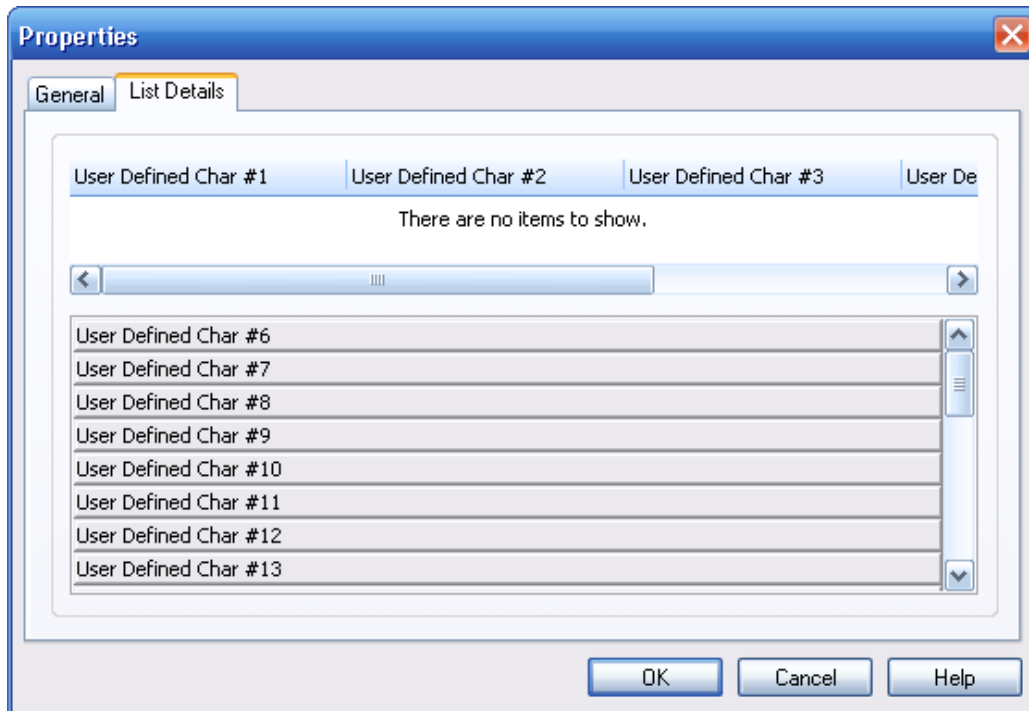 Properties
General List Details
User Defined Char #1 User Defined Char #2 User Defined Char #3 User De
There are no items to show.
User Defined Char #6
User Defined Char #7
User Defined Char #8
User Defined Char #9
User Defined Char #10
User Defined Char #11
User Defined Char #12
User Defined Char #13
OK Cancel Help